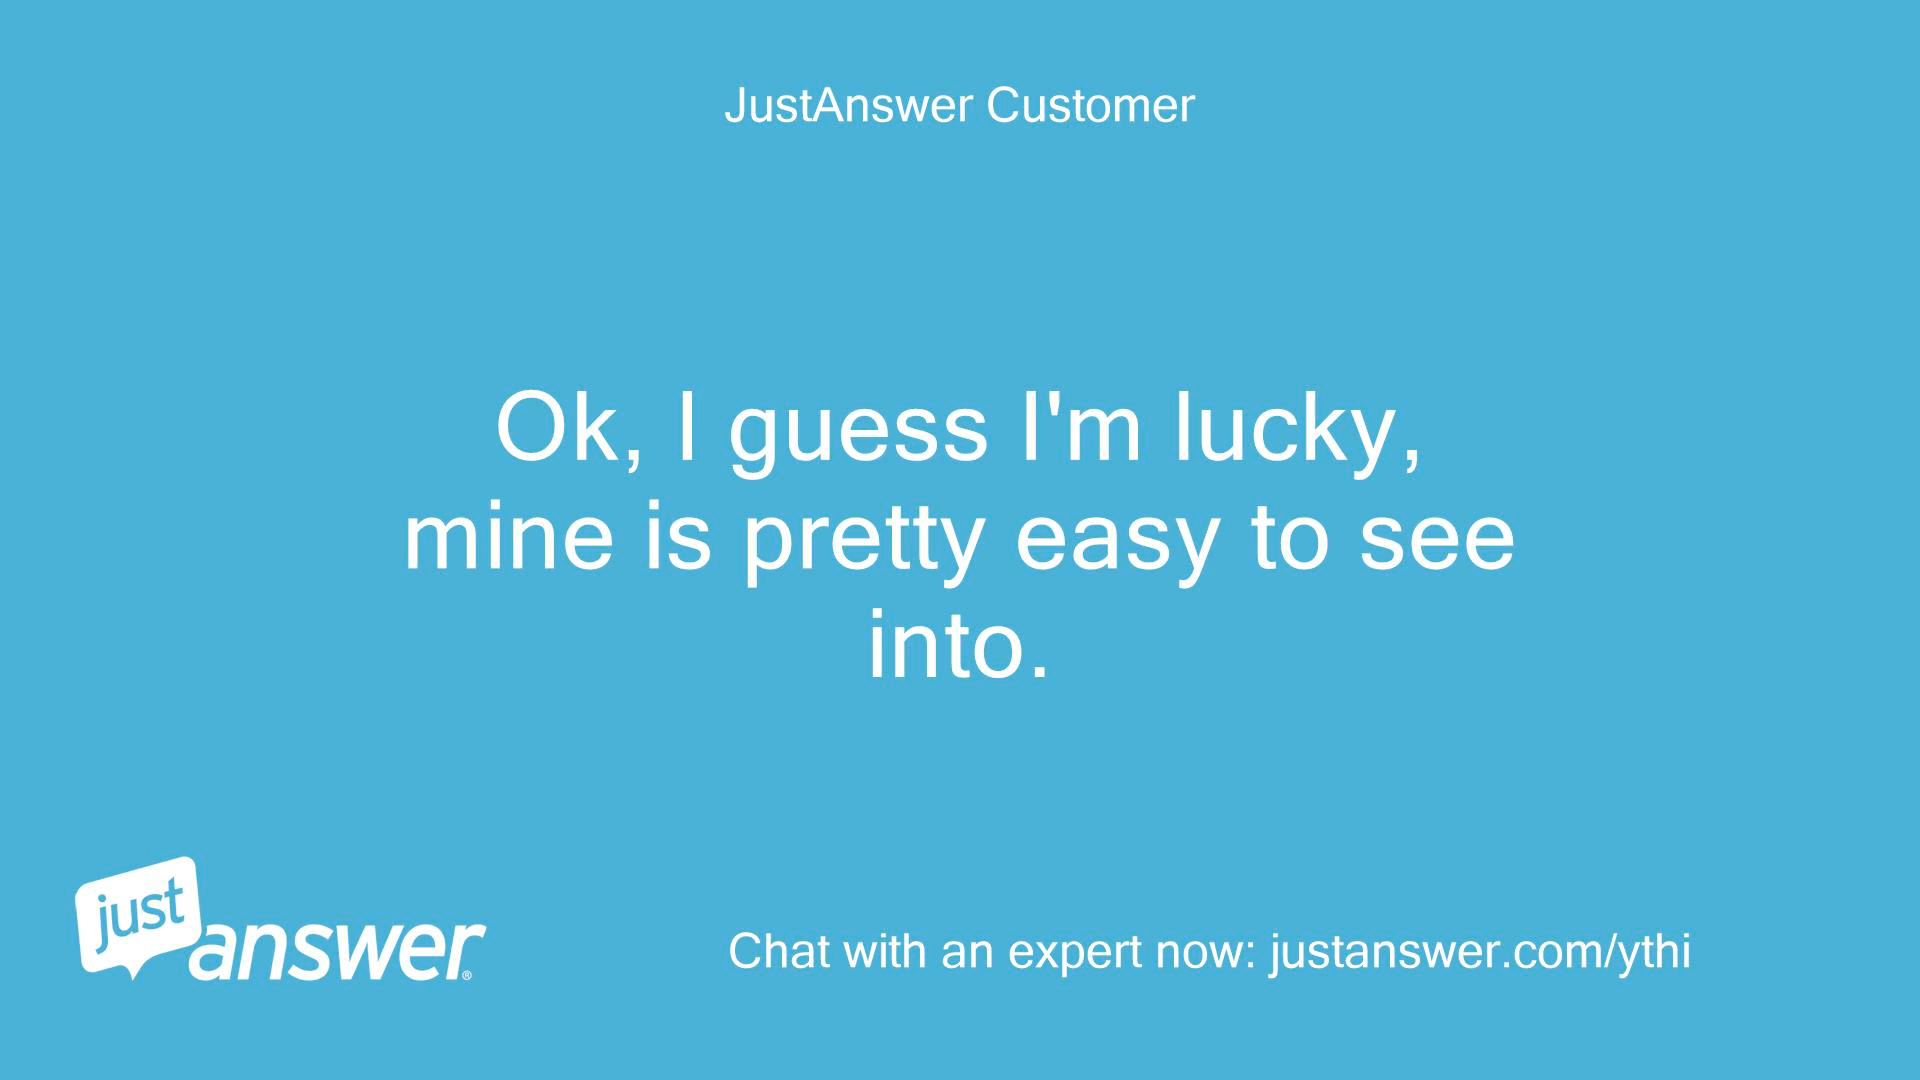 JustAnswer Customer
Ok, I guess I'm lucky,
mine is pretty easy to see
into.
just
answer®
Chat with an expert now: justanswer.com/ythi